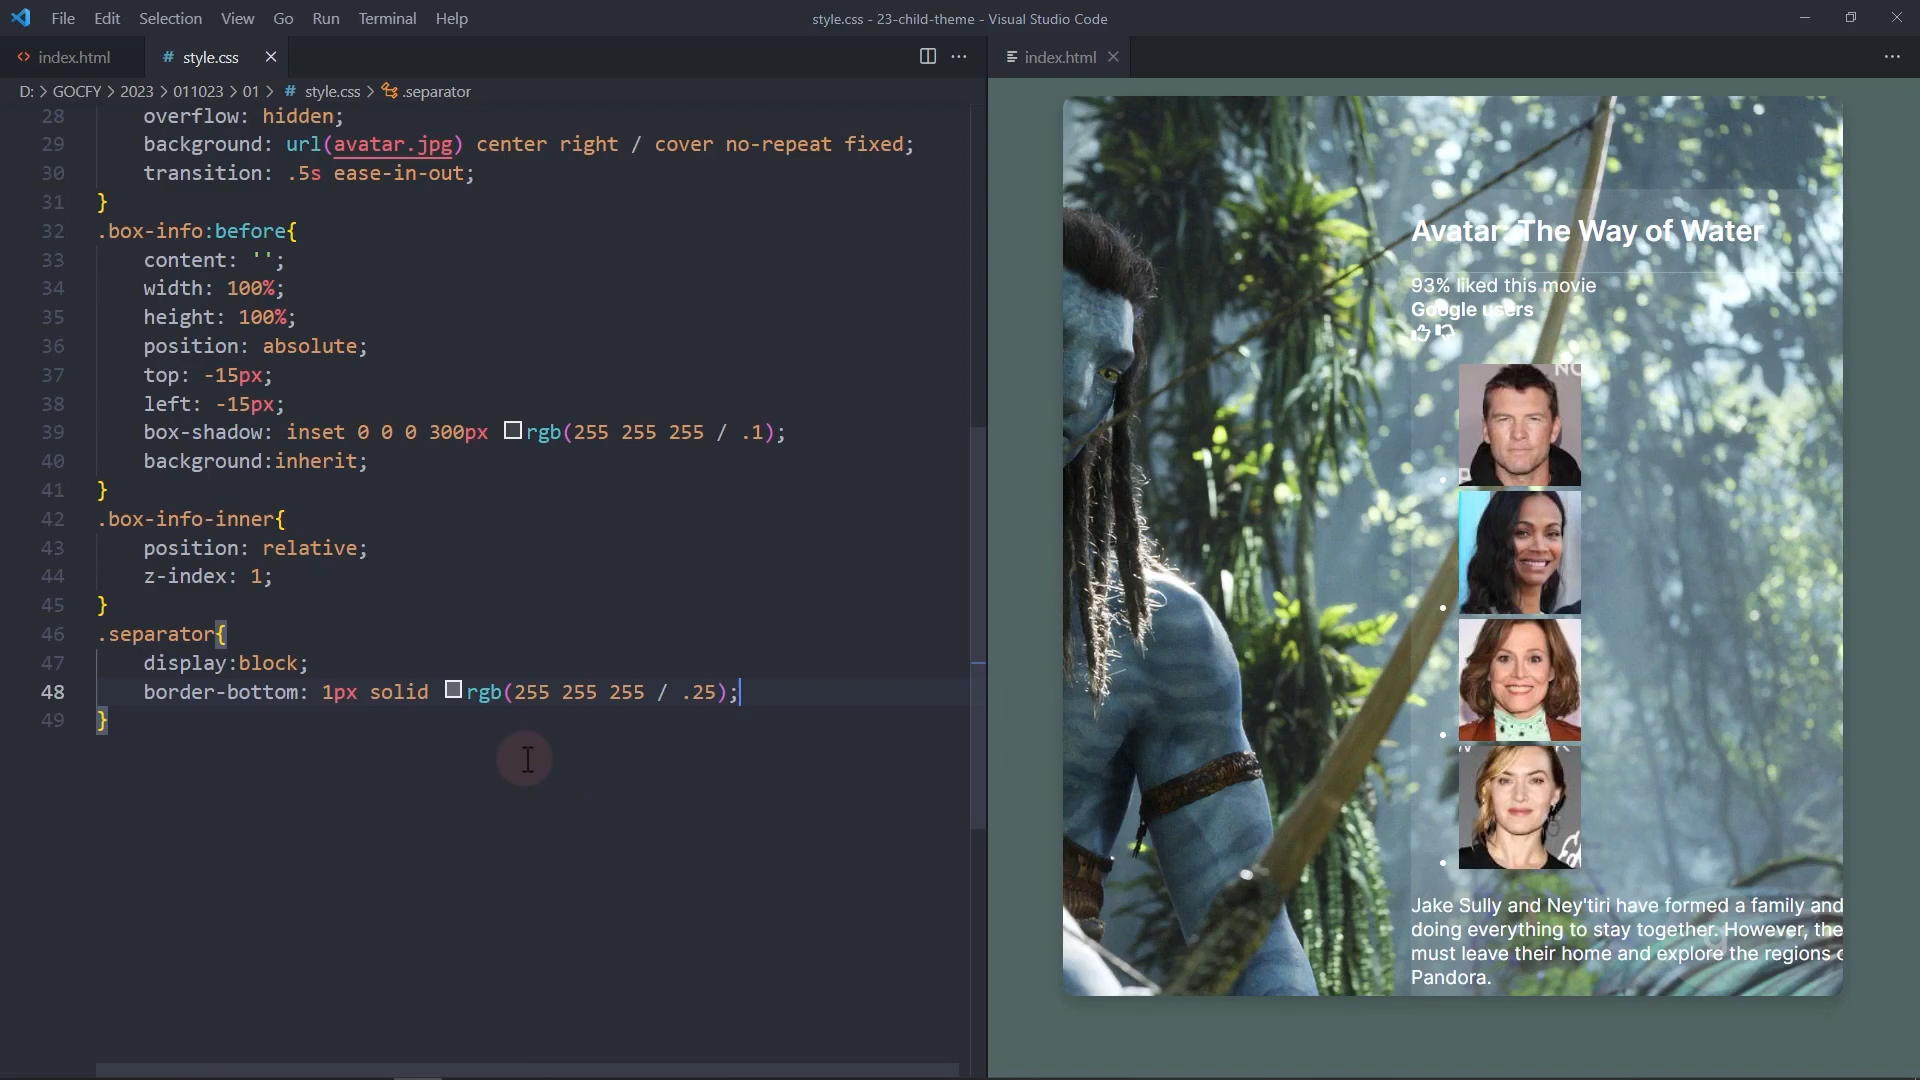 File Edit Selection View Go Run Terminal Help
style.css - 23-child-theme - Visual Studio Code
index.html
style.css
index.html
D: > GOCFY > 2023 > 011023 > 01 > # style.css > .separator
28 overflow: hidden;
29 background: url(avatar.jpg) center right / cover no-repeat fixed;
30 transition: .5s ease-in-out;
31 }
32 .box-info:before{
33 content: '';
34 width: 100%;
35 height: 100%;
36 position: absolute;
37 top: -15px;
38 left: -15px;
39 box-shadow: inset 0 0 0 300px rgb(255 255 255 / .1);
40 background:inherit;
41 }
42 .box-info-inner{
43 position: relative;
44 z-index: 1;
45 }
46 .separator{
47 display:block;
48 border-bottom: 1px solid rgb(255 255 255 / .25);
49 }
Avatar: The Way of Water
93% liked this movie
Google users
Jake Sully and Ney'tiri have formed a family and
doing everything to stay together. However, the
must leave their home and explore the regions
Pandora.